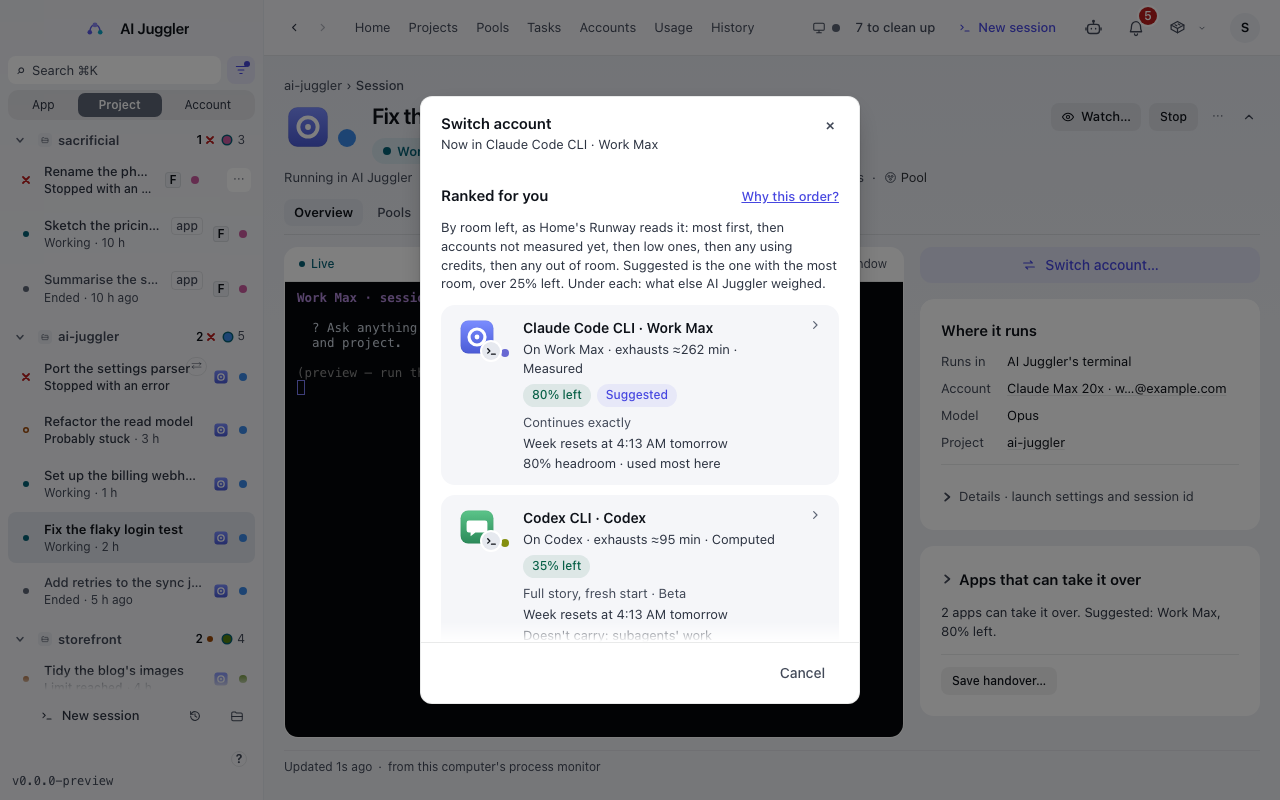 AI Juggler
Home Projects Pools Tasks Accounts Usage History
7 to clean up
New session
5
S
Search ⌘K
App Project Account
sacrificial
1 3
Rename the ph...
Stopped with an ...
F
Sketch the pricin...
app
Working · 10 h
F
Summarise the s...
app
Ended · 10 h ago
F
ai-juggler
2 5
Port the settings parser
Stopped with an error
Refactor the read model
Probably stuck · 3 h
Set up the billing webh...
Working · 1 h
Fix the flaky login test
Working · 2 h
Add retries to the sync j...
Ended · 5 h ago
storefront
2 4
Tidy the blog's images
New session
?
v0.0.0-preview
ai-juggler › Session
Fix th
Wor
Running in AI Juggler
Pool
Watch...
Stop
Overview Pools
Live
ndow
Work Max · sessio
? Ask anything
and project.
(preview — run th
Switch account
Now in Claude Code CLI · Work Max
×
Ranked for you
Why this order?
By room left, as Home's Runway reads it: most first, then
accounts not measured yet, then low ones, then any using
credits, then any out of room. Suggested is the one with the most
room, over 25% left. Under each: what else AI Juggler weighed.
Claude Code CLI · Work Max
On Work Max · exhausts ≈262 min ·
Measured
80% left Suggested
Continues exactly
Week resets at 4:13 AM tomorrow
80% headroom · used most here
Codex CLI · Codex
On Codex · exhausts ≈95 min · Computed
35% left
Full story, fresh start · Beta
Week resets at 4:13 AM tomorrow
Doesn't carry: subagents' work
Cancel
Switch account...
Where it runs
Runs in AI Juggler's terminal
Account Claude Max 20x · w...@example.com
Model Opus
Project ai-juggler
Details · launch settings and session id
Apps that can take it over
2 apps can take it over. Suggested: Work Max,
80% left.
Save handover...
Updated 1s ago · from this computer's process monitor